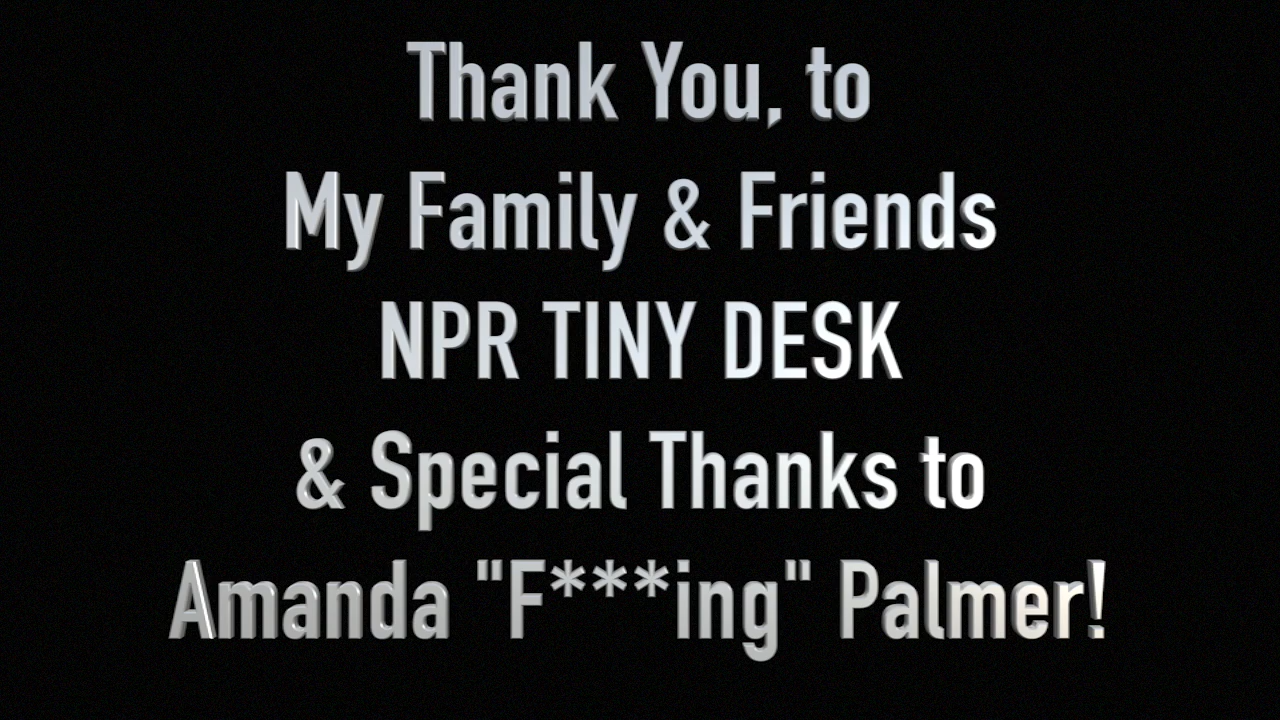 Thank You, to
My Family & Friends
NPR TINY DESK
& Special Thanks to
Amanda "F***ing" Palmer!